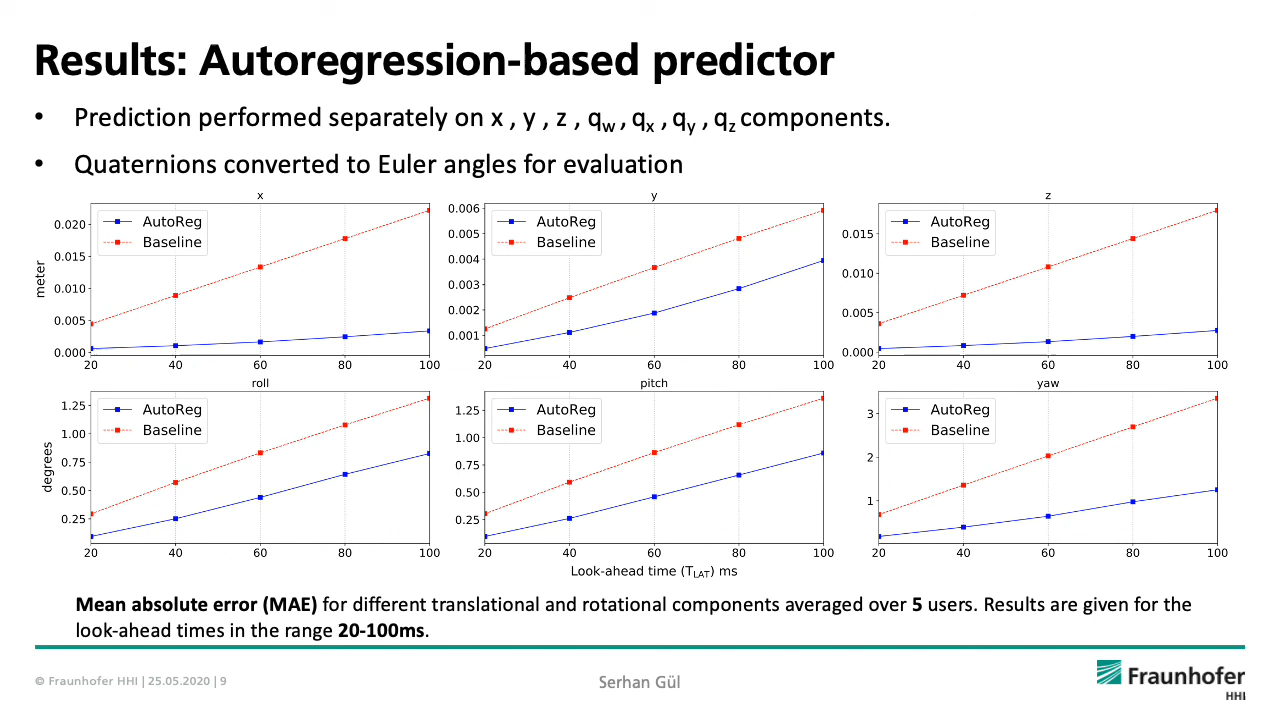 Results: Autoregression-based predictor
• Prediction performed separately on x , y , z , qw , qx , qy , qz components.
• Quaternions converted to Euler angles for evaluation
x
AutoReg
Baseline
meter
0.020
0.015
0.010
0.005
0.000
20 40 60 80 100
y
AutoReg
Baseline
0.006
0.005
0.004
0.003
0.002
0.001
20 40 60 80 100
z
AutoReg
Baseline
0.015
0.010
0.005
0.000
20 40 60 80 100
roll
AutoReg
Baseline
degrees
1.25
1.00
0.75
0.50
0.25
20 40 60 80 100
pitch
AutoReg
Baseline
1.25
1.00
0.75
0.50
0.25
20 40 60 80 100
Look-ahead time (TLAT) ms
yaw
AutoReg
Baseline
3
2
1
20 40 60 80 100
Mean absolute error (MAE) for different translational and rotational components averaged over 5 users. Results are given for the
look-ahead times in the range 20-100ms.
© Fraunhofer HHI | 25.05.2020 | 9
Serhan Gül
Fraunhofer
HHI